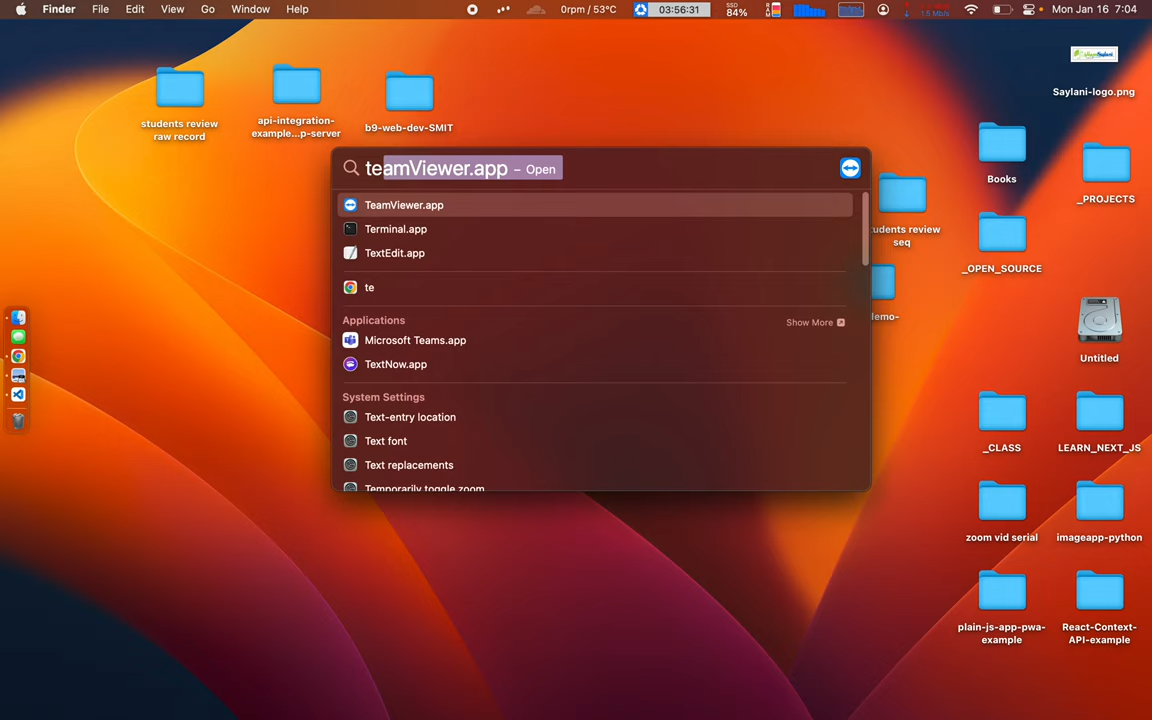 Finder File Edit View Go Window Help 0rpm / 53°C 03:56:31 SSD 84% 1.5 Mb/s Mon Jan 16 7:04
students review
raw record
api-integration-
example...p-server
b9-web-dev-SMIT
Saylani-logo.png
Books
_PROJECTS
teamViewer.app – Open
TeamViewer.app
Terminal.app
TextEdit.app
te
Applications
Show More
Microsoft Teams.app
TextNow.app
System Settings
Text-entry location
Text font
Text replacements
Temporarily toggle zoom
udents review
seq
_OPEN_SOURCE
demo-
Untitled
_CLASS
LEARN_NEXT_JS
zoom vid serial
imageapp-python
plain-js-app-pwa-
example
React-Context-
API-example